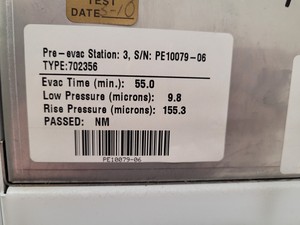 TEST
DATE
Pre-evac Station: 3, S/N: PE10079-06
TYPE:702356
Evac Time (min.): 55.0
Low Pressure (microns): 9.8
Rise Pressure (microns): 155.3
PASSED: NM
PE10079-06